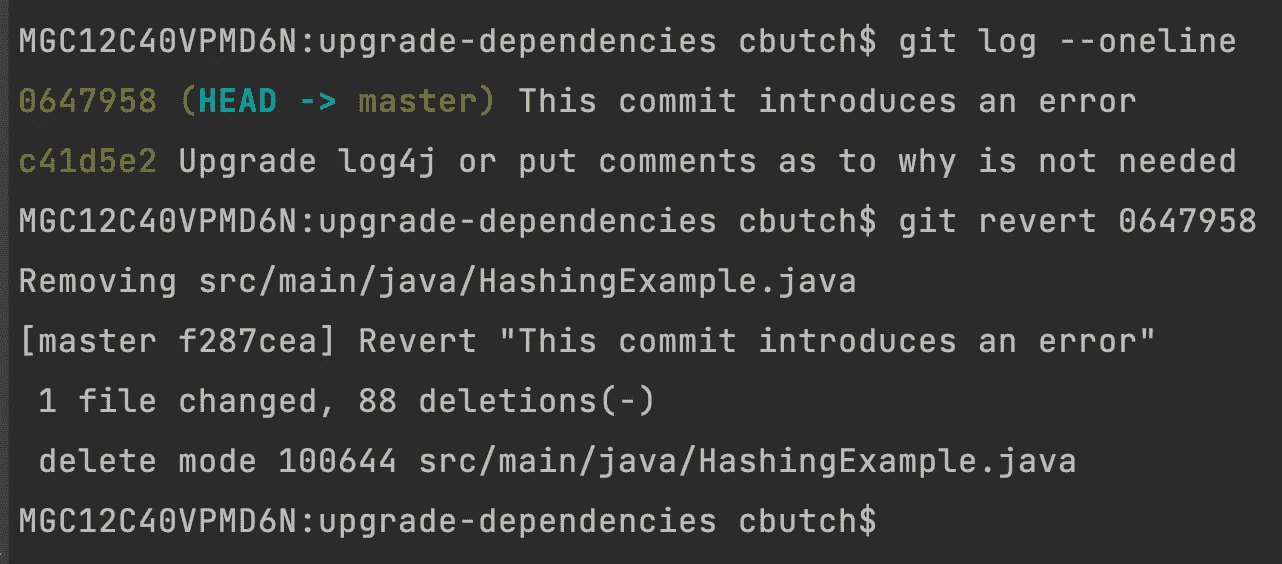 MGC12C40VPMD6N:upgrade-dependencies cbutch$ git log --oneline
0647958 (HEAD -> master) This commit introduces an error
c41d5e2 Upgrade log4j or put comments as to why is not needed
MGC12C40VPMD6N:upgrade-dependencies cbutch$ git revert 0647958
Removing src/main/java/HashingExample.java
[master f287cea] Revert "This commit introduces an error"
 1 file changed, 88 deletions(-)
 delete mode 100644 src/main/java/HashingExample.java
MGC12C40VPMD6N:upgrade-dependencies cbutch$